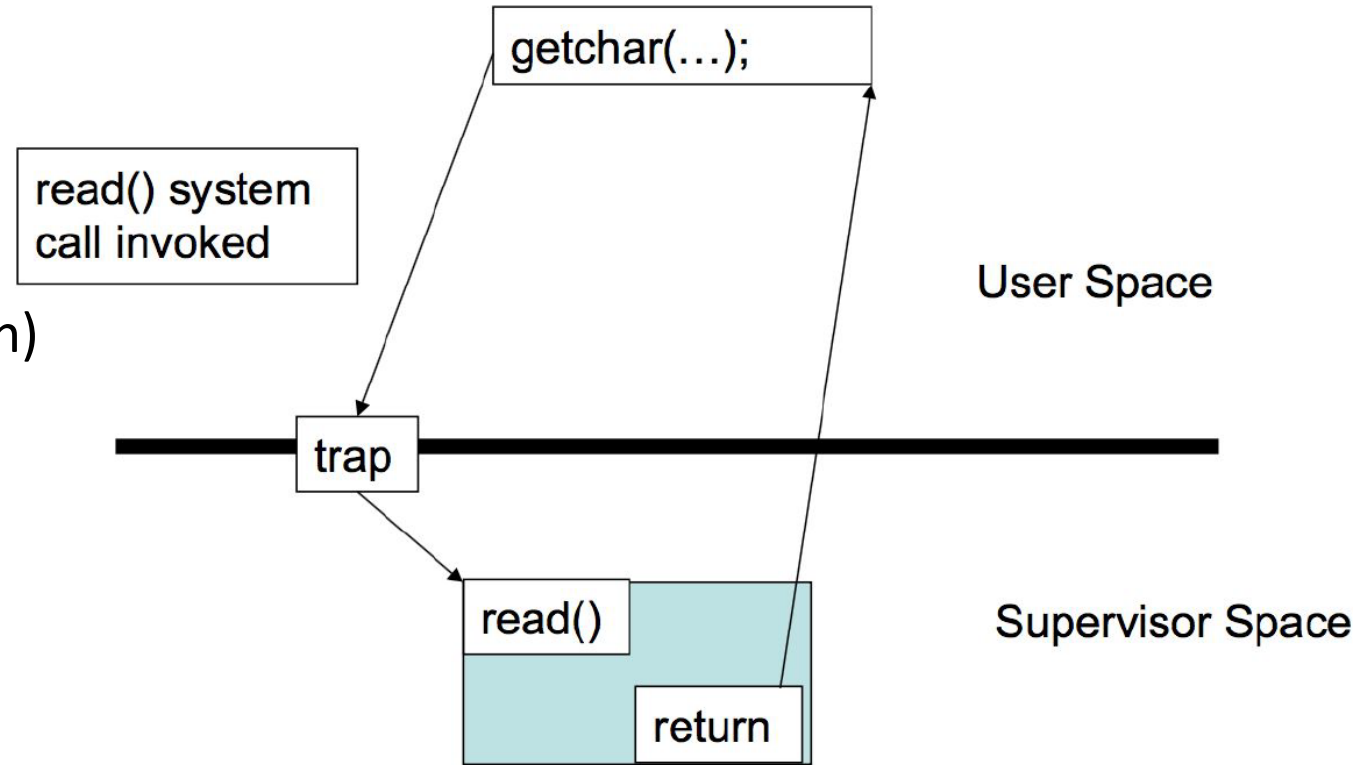 getchar(…);
read() system
call invoked
User Space
n)
trap
read()
Supervisor Space
return